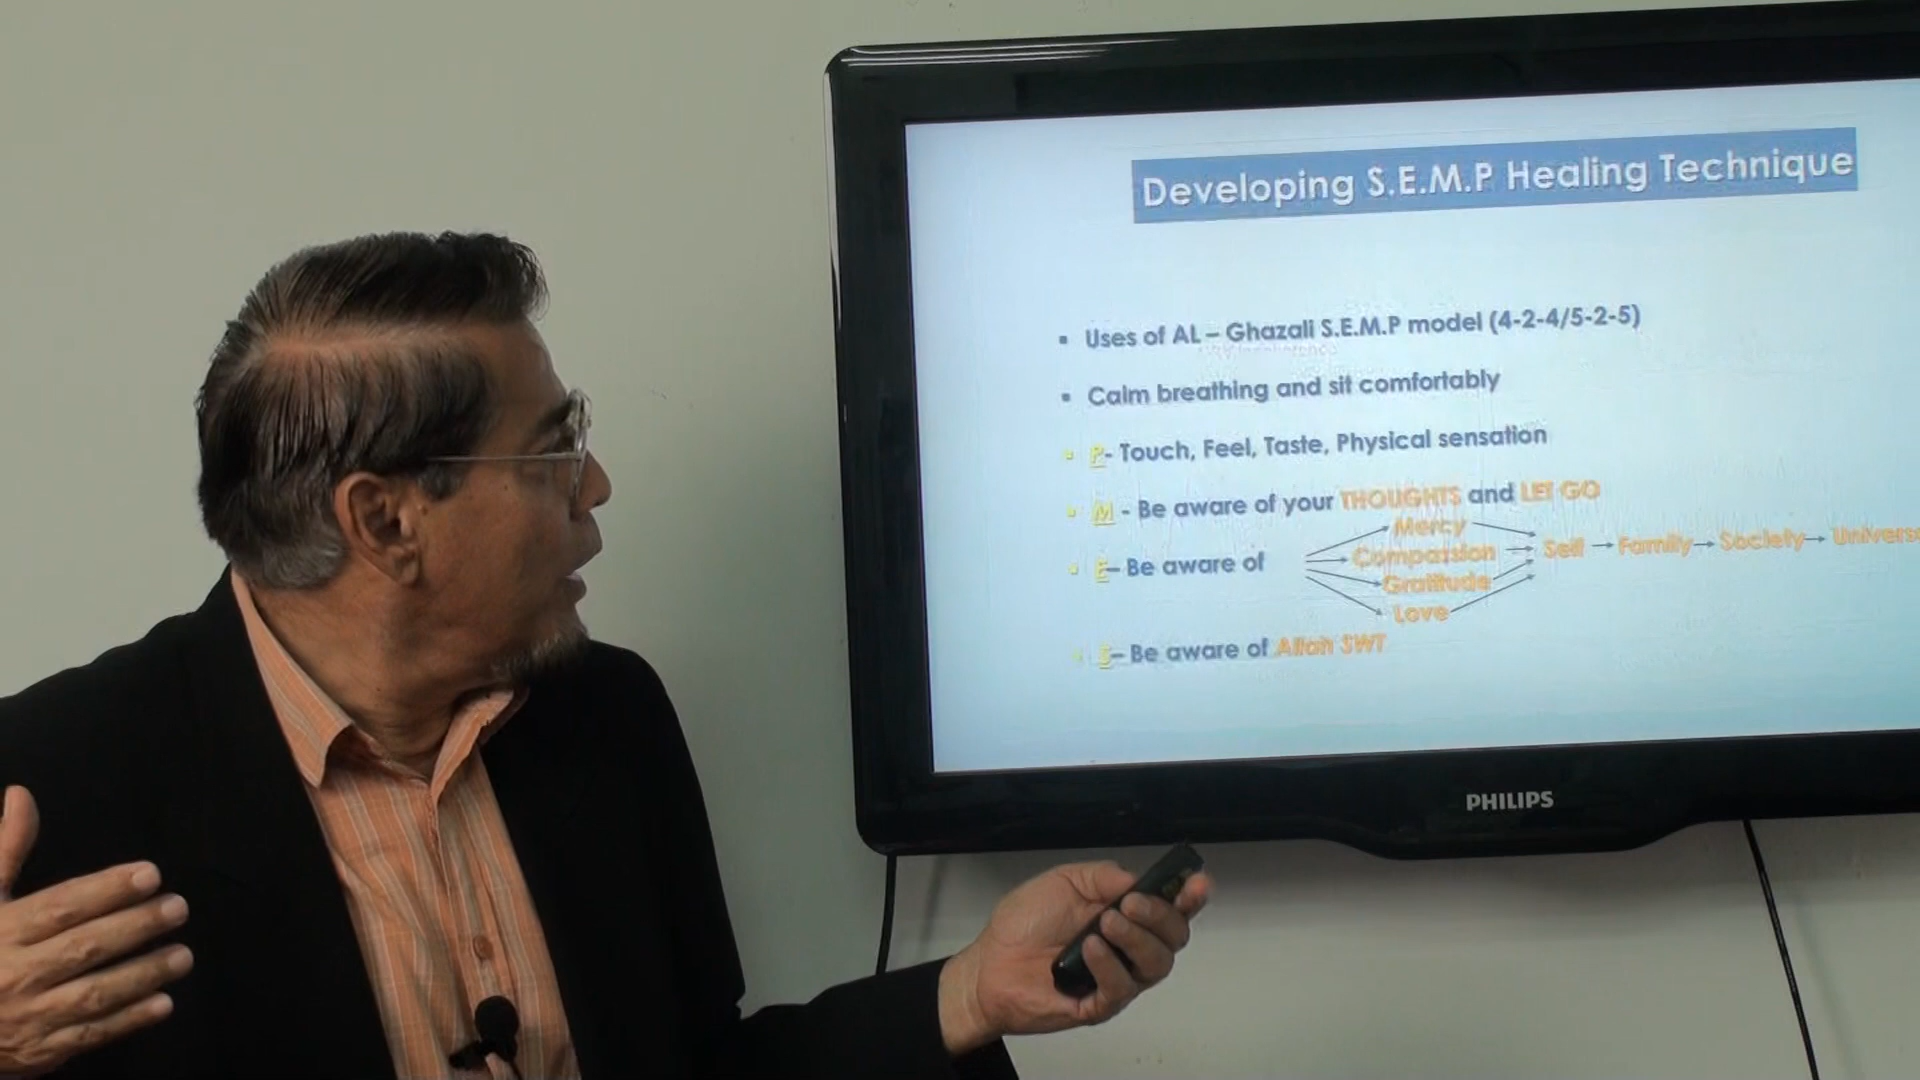 Developing S.E.M.P Healing Technique
▪ Uses of AL – Ghazali S.E.M.P model (4-2-4/5-2-5)
▪ Calm breathing and sit comfortably
▪ P- Touch, Feel, Taste, Physical sensation
▪ M - Be aware of your THOUGHTS and LET GO
Mercy
▪ E– Be aware of Compassion → Self → Family → Society →
Gratitude
Love
▪ S– Be aware of Allah SWT
PHILIPS